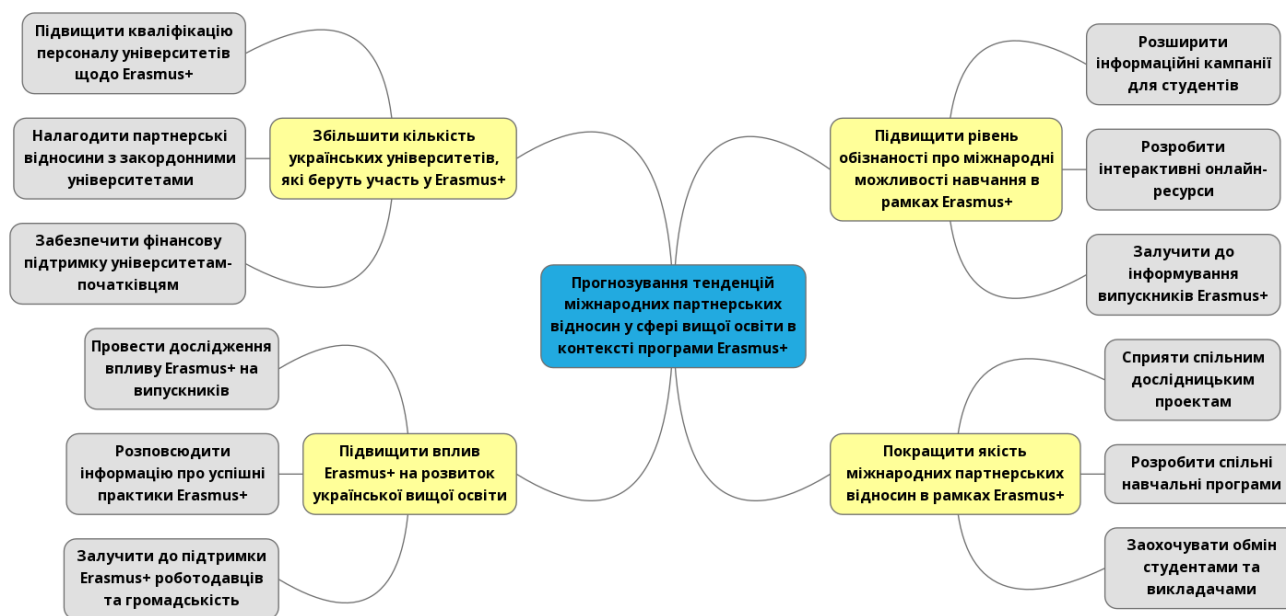 Підвищити кваліфікацію
персоналу університетів
щодо Erasmus+
Налагодити партнерські
відносини з закордонними
університетами
Забезпечити фінансову
підтримку університетам-
початківцям
Збільшити кількість
українських університетів,
які беруть участь у Erasmus+
Провести дослідження
впливу Erasmus+ на
випускників
Розповсюдити
інформацію про успішні
практики Erasmus+
Залучити до підтримки
Erasmus+ роботодавців
та громадськість
Підвищити вплив
Erasmus+ на розвиток
української вищої освіти
Прогнозування тенденцій
міжнародних партнерських
відносин у сфері вищої освіти в
контексті програми Erasmus+
Підвищити рівень
обізнаності про міжнародні
можливості навчання в
рамках Erasmus+
Розширити
інформаційні кампанії
для студентів
Розробити
інтерактивні онлайн-
ресурси
Залучити до
інформування
випускників Erasmus+
Покращити якість
міжнародних партнерських
відносин в рамках Erasmus+
Сприяти спільним
дослідницьким
проектам
Розробити спільні
навчальні програми
Заохочувати обмін
студентами та
викладачами